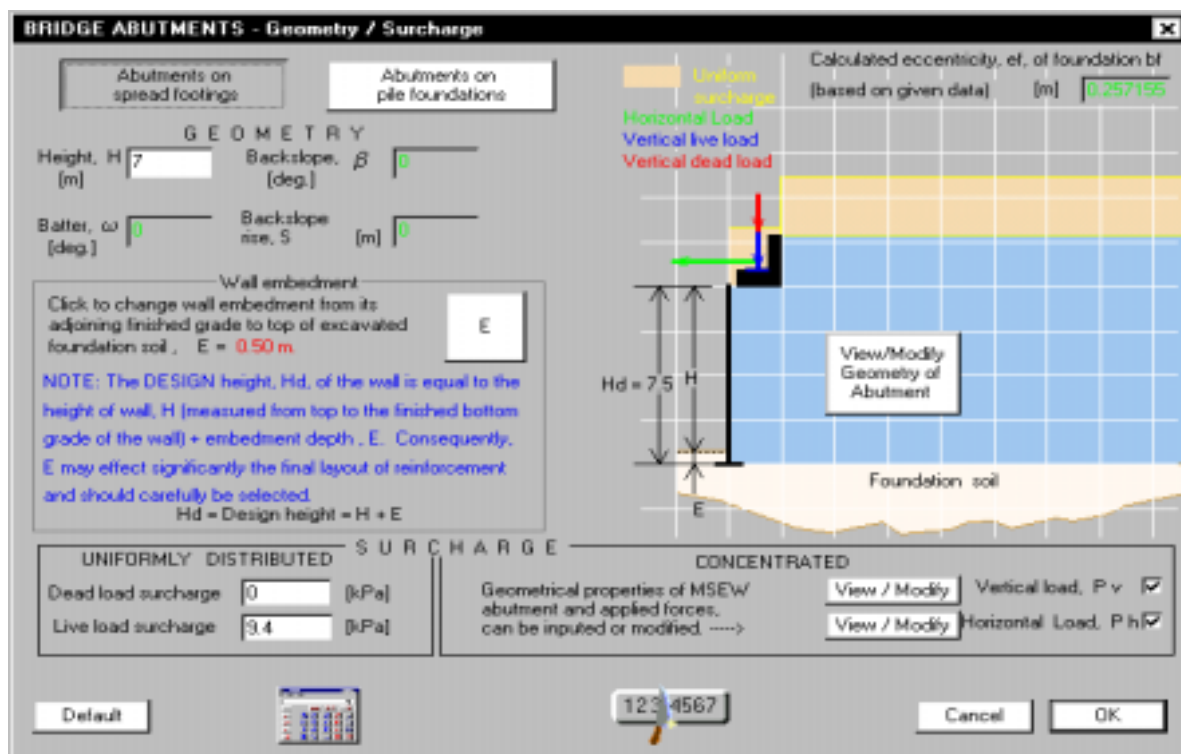 BRIDGE ABUTMENTS - Geometry / Surcharge
Abutments on
spread footings
Abutments on
pile foundations
G E O M E T R Y
Height, H
[m]
7
Backslope, β
[deg.]
0
Batter, ω
[deg.]
0
Backslope
rise, S
[m]
0
Wall embedment
Click to change wall embedment from its
adjoining finished grade to top of excavated
foundation soil , E = 0.50 m.
E
NOTE: The DESIGN height, Hd, of the wall is equal to the
height of wall, H (measured from top to the finished bottom
grade of the wall) + embedment depth , E. Consequently,
E may effect significantly the final layout of reinforcement
and should carefully be selected.
Hd = Design height = H + E
Uniform
surcharge
Horizontal Load
Vertical live load
Vertical dead load
Calculated eccentricity, ef, of foundation bf
(based on given data) [m] 0.257155
Hd = 7.5
H
View/Modify
Geometry of
Abutment
Foundation soil
E
S U R C H A R G E
UNIFORMLY DISTRIBUTED
Dead load surcharge 0 [kPa]
Live load surcharge 9.4 [kPa]
CONCENTRATED
Geometrical properties of MSEW
abutment and applied forces,
can be inputed or modified. ---->
View / Modify
Vertical load, P v
View / Modify
Horizontal Load, P h
Default
123 4567
Cancel
OK